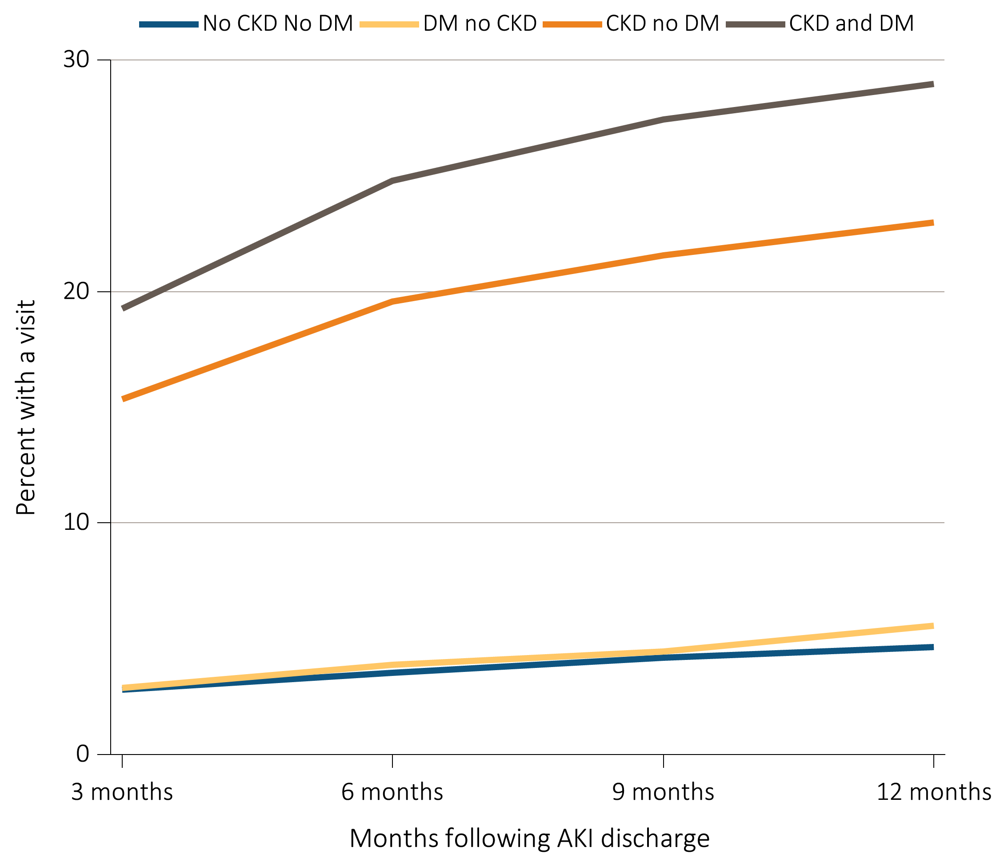 No CKD No DM DM no CKD CKD no DM CKD and DM
30
20
10
0
Percent with a visit
3 months 6 months 9 months 12 months
Months following AKI discharge